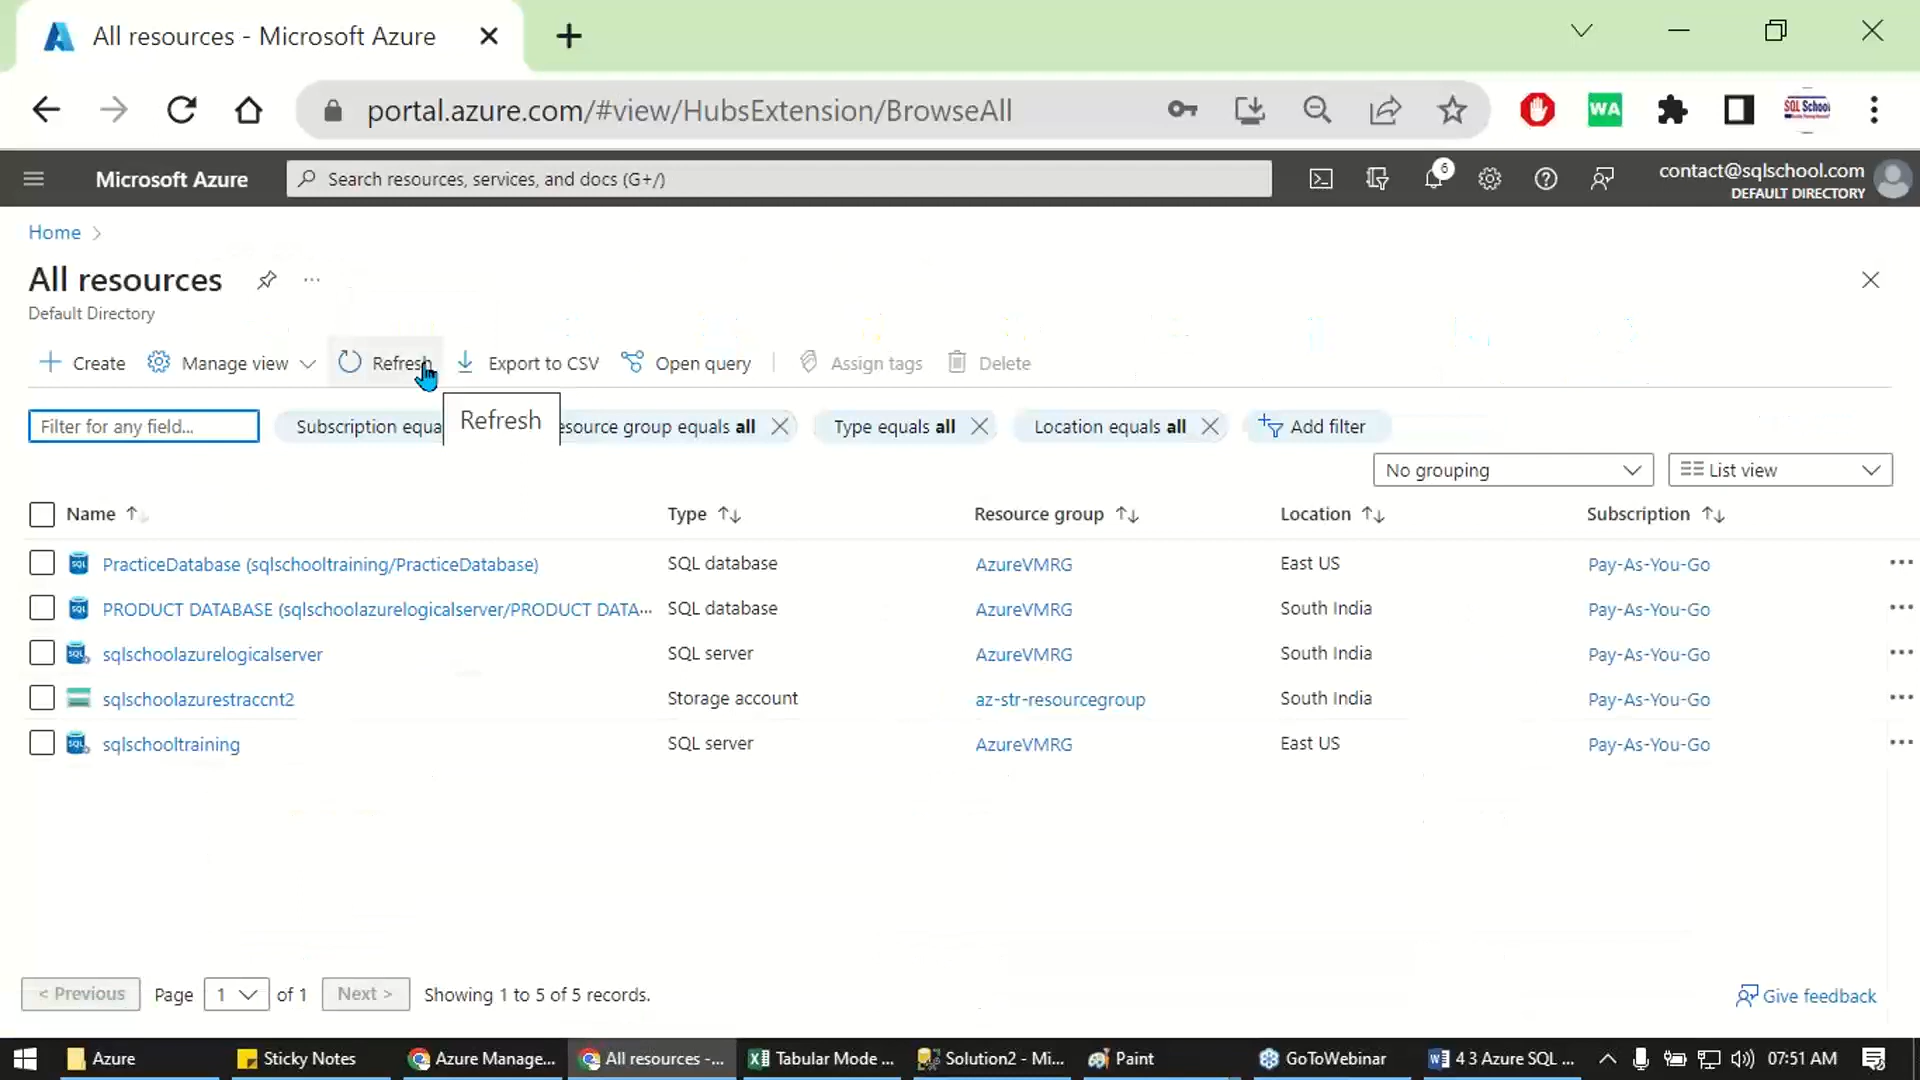 All resources - Microsoft Azure
portal.azure.com/#view/HubsExtension/BrowseAll
WA
SQL School
Microsoft Azure
Search resources, services, and docs (G+/)
6
contact@sqlschool.com
DEFAULT DIRECTORY
Home
All resources
Default Directory
Create Manage view Refresh Export to CSV Open query Assign tags Delete
Filter for any field... Subscription equa Refresh esource group equals all Type equals all Location equals all Add filter
No grouping List view
Name Type Resource group Location Subscription
PracticeDatabase (sqlschooltraining/PracticeDatabase) SQL database AzureVMRG East US Pay-As-You-Go
PRODUCT DATABASE (sqlschoolazurelogicalserver/PRODUCT DATA... SQL database AzureVMRG South India Pay-As-You-Go
sqlschoolazurelogicalserver SQL server AzureVMRG South India Pay-As-You-Go
sqlschoolazurestraccnt2 Storage account az-str-resourcegroup South India Pay-As-You-Go
sqlschooltraining SQL server AzureVMRG East US Pay-As-You-Go
< Previous Page 1 of 1 Next > Showing 1 to 5 of 5 records. Give feedback
Azure Sticky Notes Azure Manage... All resources -... Tabular Mode ... Solution2 - Mi... Paint GoToWebinar 4 3 Azure SQL ... 07:51 AM